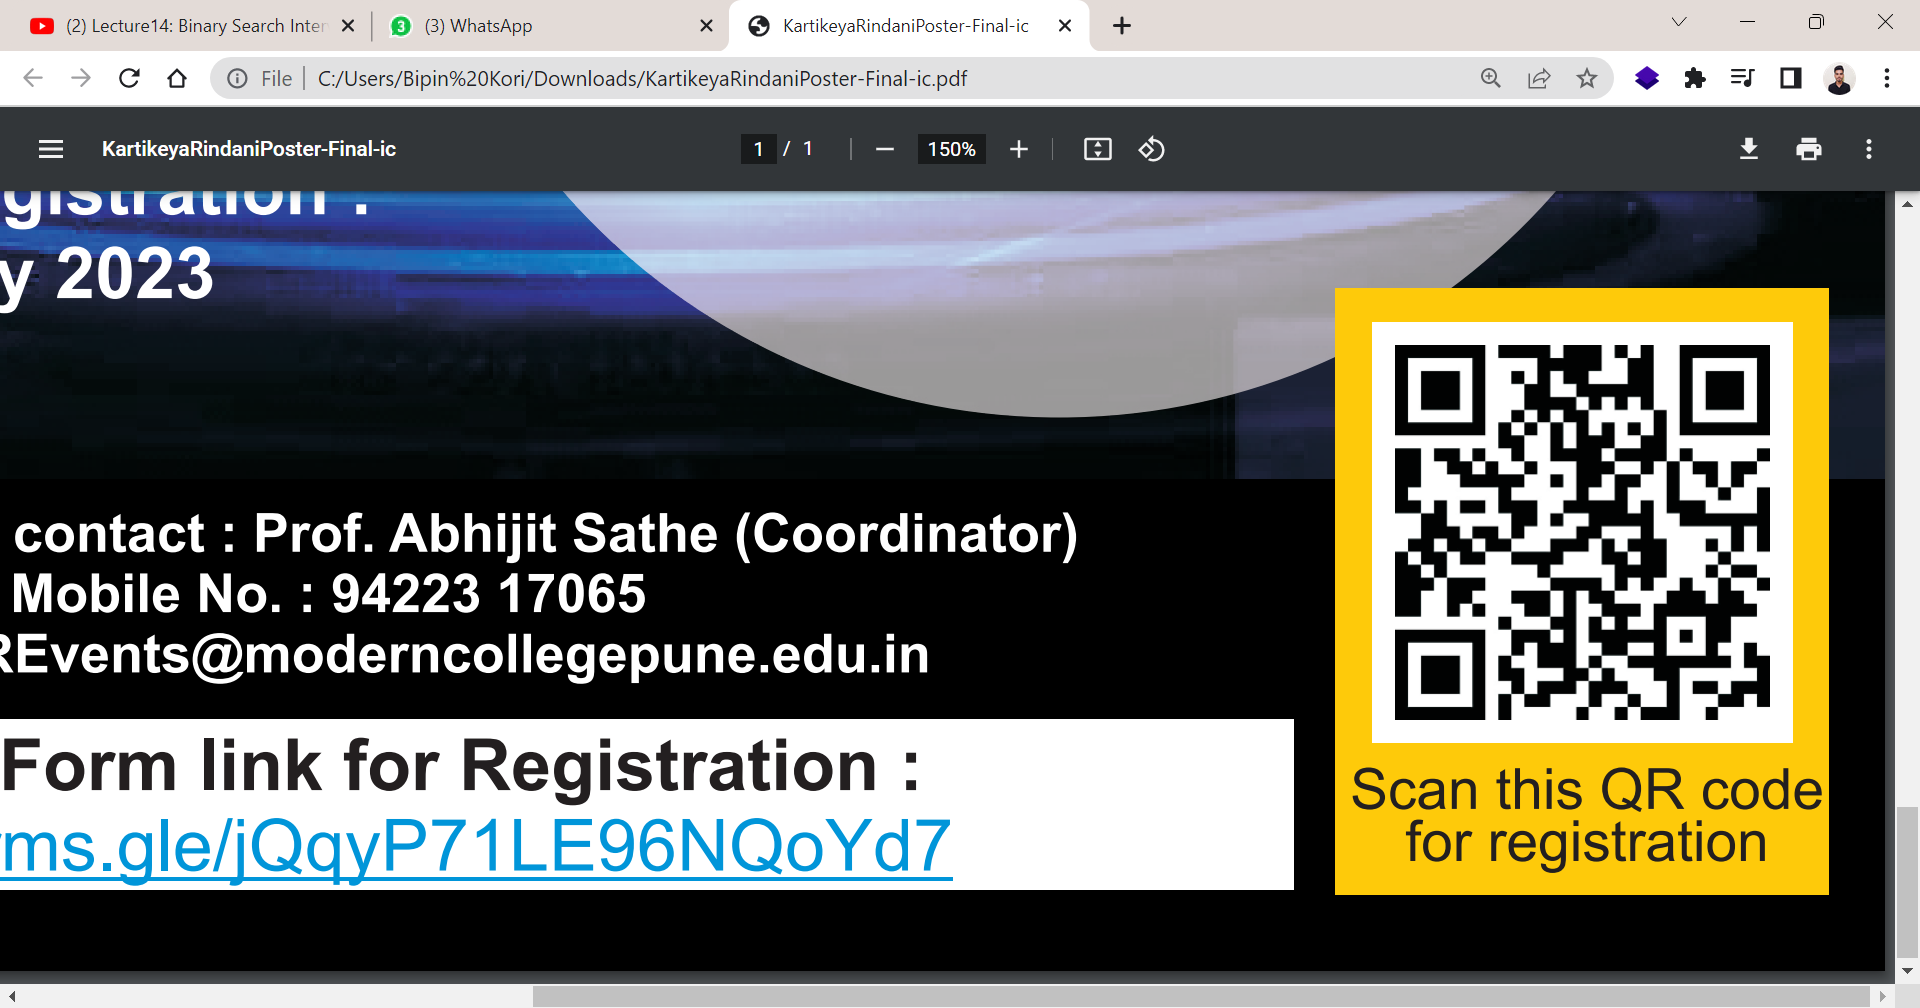 (2) Lecture14: Binary Search Inter
(3) WhatsApp
KartikeyaRindaniPoster-Final-ic
File
C:/Users/Bipin%20Kori/Downloads/KartikeyaRindaniPoster-Final-ic.pdf
KartikeyaRindaniPoster-Final-ic
1 / 1
150%
gistration :
y 2023
contact : Prof. Abhijit Sathe (Coordinator)
Mobile No. : 94223 17065
REvents@moderncollegepune.edu.in
Form link for Registration :
rms.gle/jQqyP71LE96NQoYd7
Scan this QR code
for registration